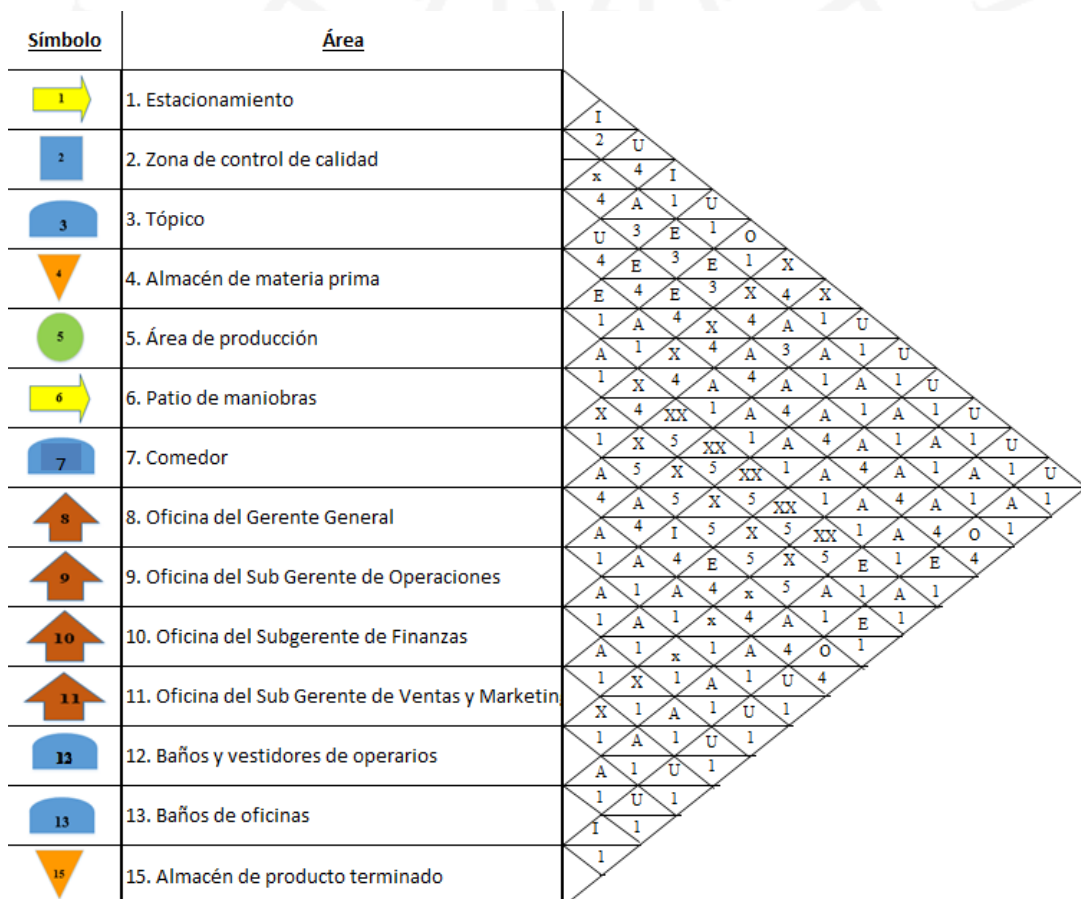 Símbolo Área
1 1. Estacionamiento
I
2 U
2 2. Zona de control de calidad
x 4 I
4 A 1 U
3 3. Tópico
U 3 E 1 O
4 E 3 E 1 X
4 4. Almacén de materia prima
E 4 E 3 X 4 X
1 A 4 X 4 A 1 U
5 5. Área de producción
A 1 X 4 A 3 A 1 U
1 X 4 A 4 A 1 A 1 U
6 6. Patio de maniobras
X 4 XX 1 A 4 A 1 A 1 U
1 X 5 XX 1 A 4 A 1 A 1 U
7 7. Comedor
A 5 X 5 XX 1 A 4 A 1 A 1 U
4 A 5 X 5 XX 1 A 4 A 1 A 1
8 8. Oficina del Gerente General
A 4 I 5 X 5 XX 1 A 4 O 1
1 A 4 E 5 X 5 E 1 E 4
9 9. Oficina del Sub Gerente de Operaciones
A 1 A 4 x 5 A 1 A 1
1 A 1 x 4 A 1 E 1
10 10. Oficina del Subgerente de Finanzas
A 1 x 1 A 4 O 1
1 X 1 A 1 U 4
11 11. Oficina del Sub Gerente de Ventas y Marketin
X 1 A 1 U 1
1 A 1 U 1
12 12. Baños y vestidores de operarios
A 1 U 1
1 U 1
13 13. Baños de oficinas
I 1
1
15 15. Almacén de producto terminado